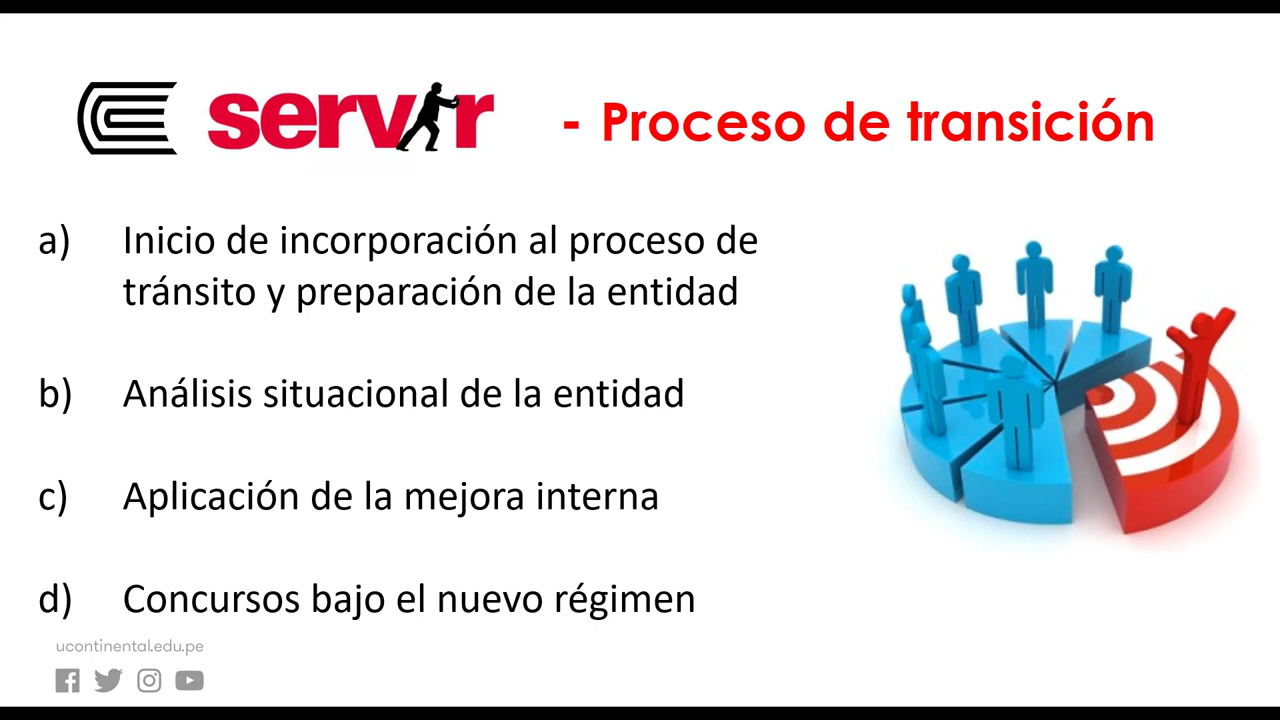 servir - Proceso de transición
a) Inicio de incorporación al proceso de
tránsito y preparación de la entidad
b) Análisis situacional de la entidad
c) Aplicación de la mejora interna
d) Concursos bajo el nuevo régimen
ucontinental.edu.pe